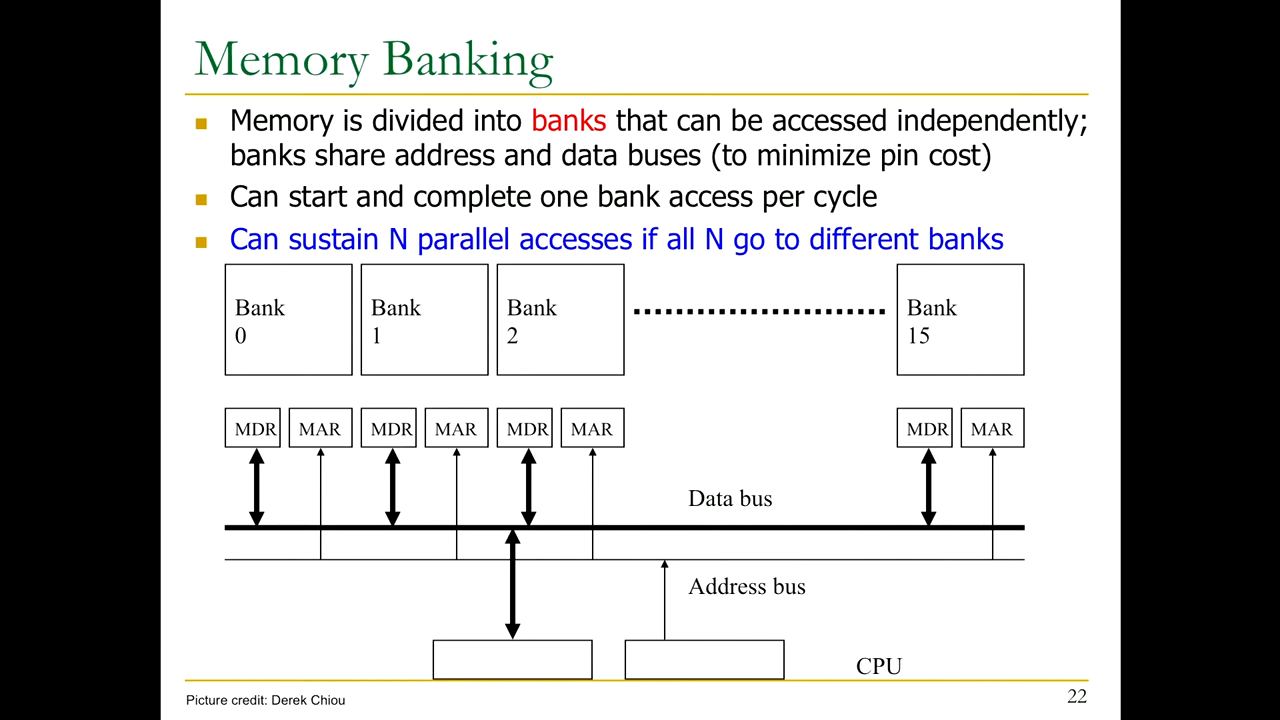 Memory Banking
Memory is divided into banks that can be accessed independently;
banks share address and data buses (to minimize pin cost)
Can start and complete one bank access per cycle
Can sustain N parallel accesses if all N go to different banks
Bank
0
Bank
1
Bank
2
Bank
15
MDR
MAR
MDR
MAR
MDR
MAR
MDR
MAR
Data bus
Address bus
CPU
Picture credit: Derek Chiou
22